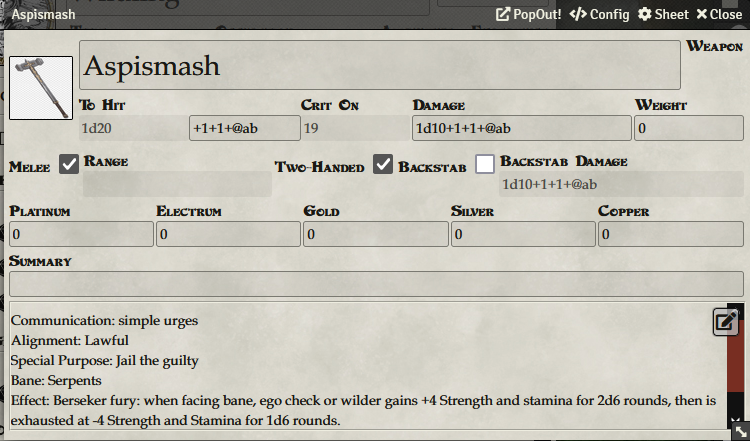 Aspismash
PopOut! Config Sheet Close
Weapon
Aspismash
To Hit Crit On Damage Weight
1d20 +1+1+@ab 19 1d10+1+1+@ab 0
Melee Range Two-Handed Backstab Backstab Damage
1d10+1+1+@ab
Platinum Electrum Gold Silver Copper
0 0 0 0 0
Summary
Communication: simple urges
Alignment: Lawful
Special Purpose: Jail the guilty
Bane: Serpents
Effect: Berseker fury: when facing bane, ego check or wilder gains +4 Strength and stamina for 2d6 rounds, then is
exhausted at -4 Strength and Stamina for 1d6 rounds.